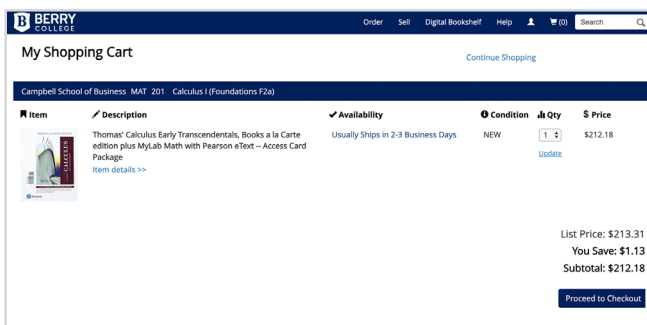 BERRY
COLLEGE
Order Sell Digital Bookshelf Help (0) Search
My Shopping Cart
Continue Shopping
Campbell School of Business MAT 201 Calculus I (Foundations F2a)
Item Description Availability Condition Qty $ Price
Thomas' Calculus Early Transcendentals, Books a la Carte
edition plus MyLab Math with Pearson eText -- Access Card
Package
Item details >>
Usually Ships in 2-3 Business Days
NEW
1
$212.18
Update
CALCULUS
Pearson
List Price: $213.31
You Save: $1.13
Subtotal: $212.18
Proceed to Checkout